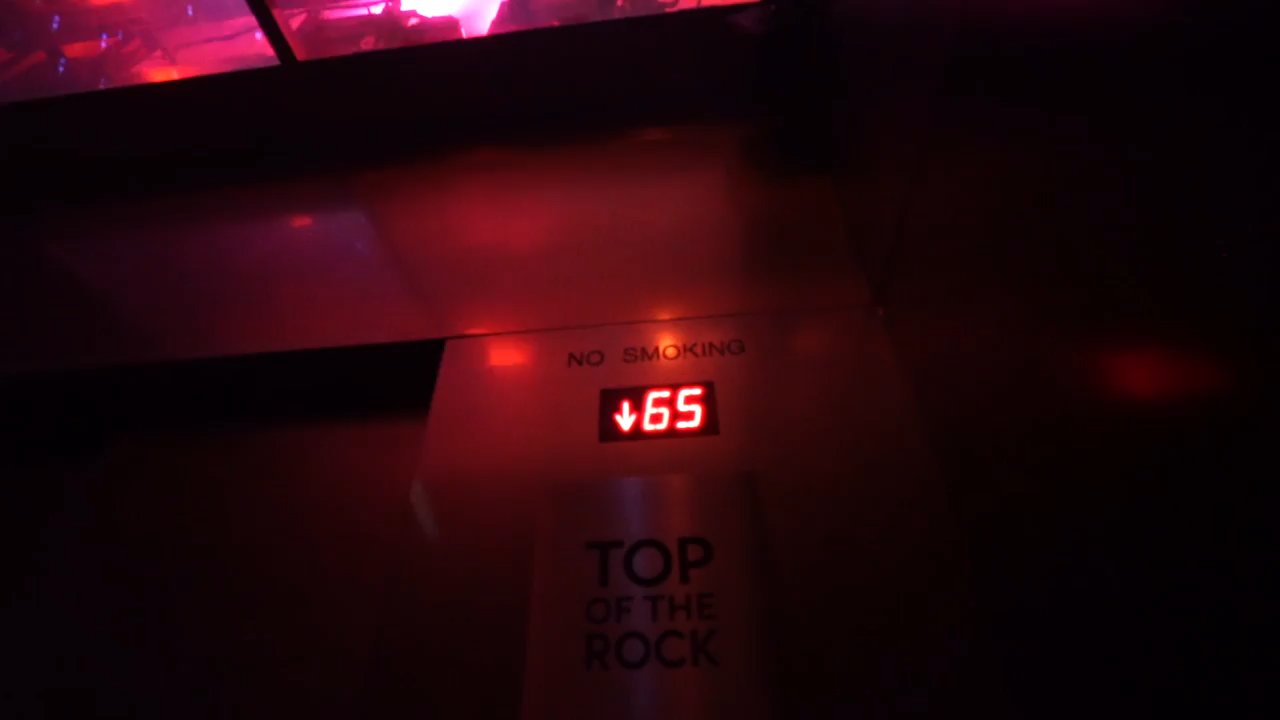 NO SMOKING
↓65
TOP
OF THE
ROCK